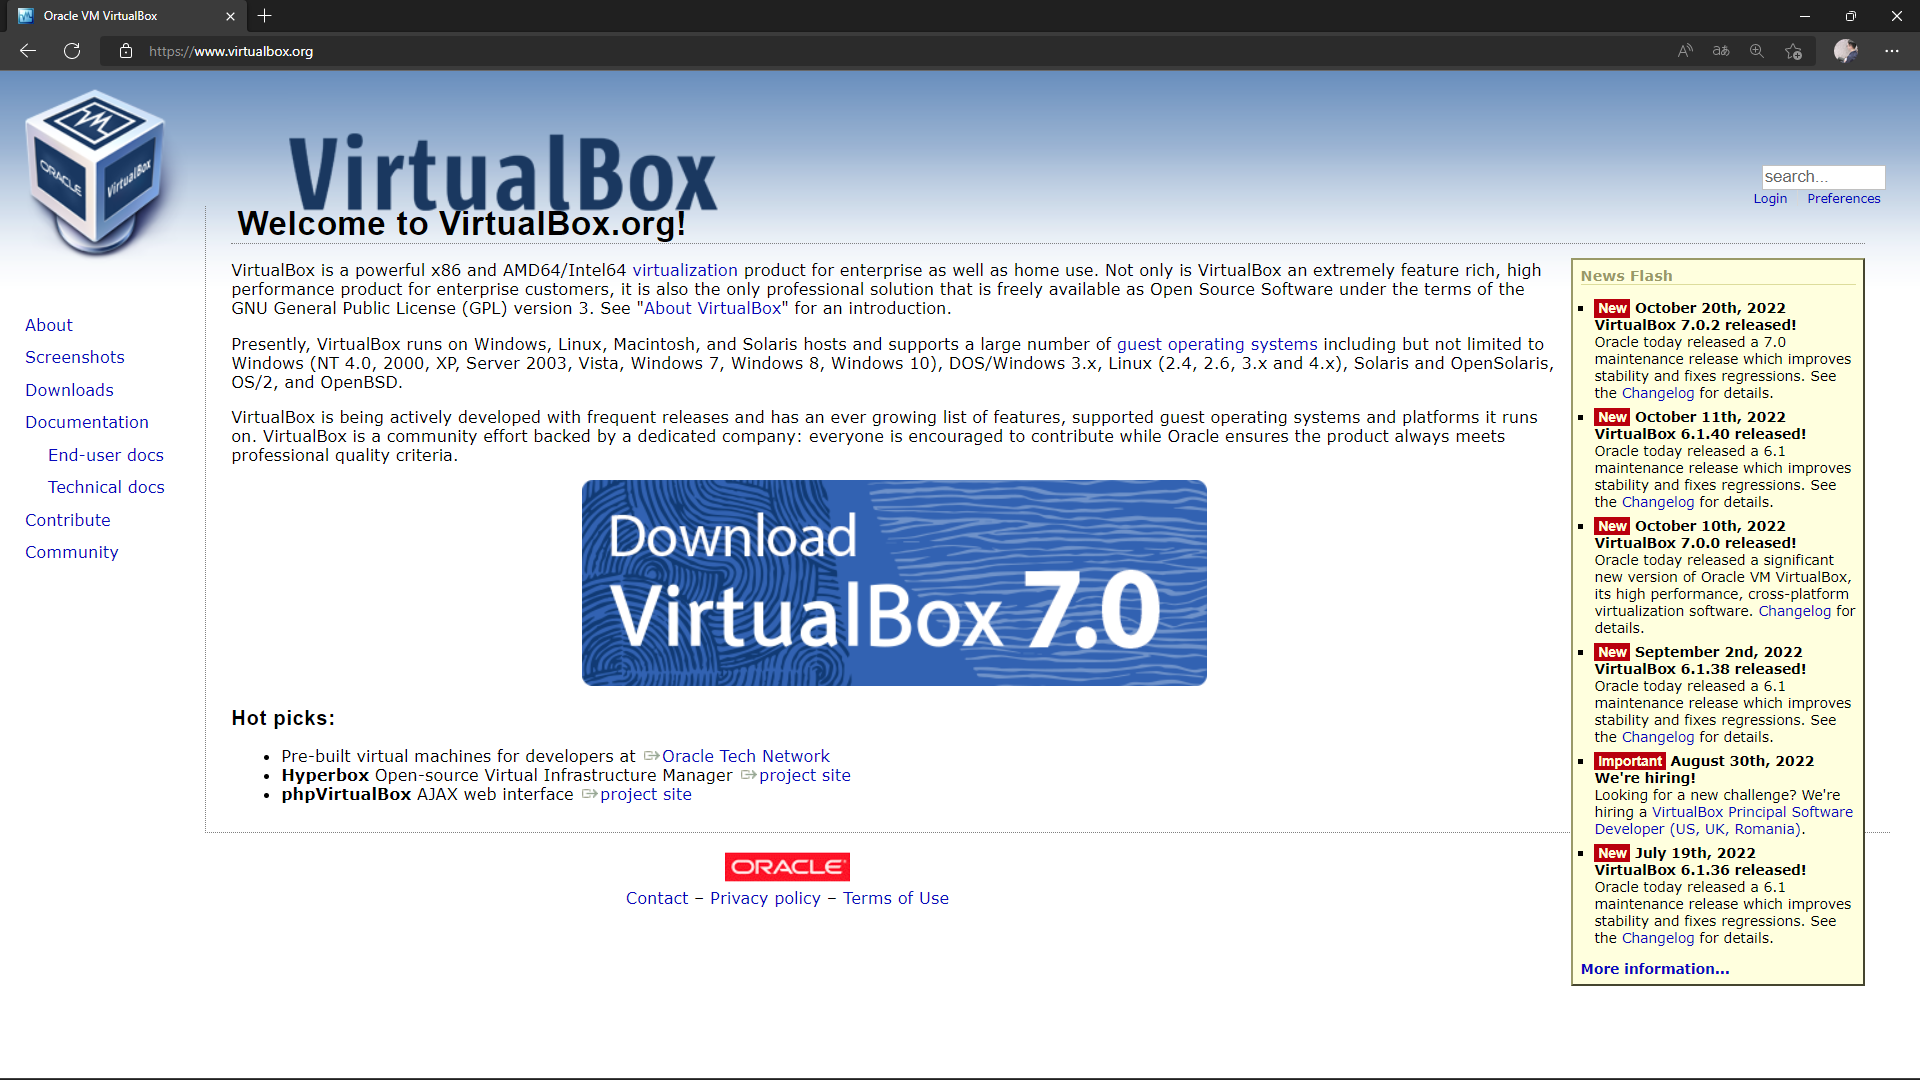 Oracle VM VirtualBox
https://www.virtualbox.org
ORACLE
VirtualBox
VirtualBox
search...
Login Preferences
Welcome to VirtualBox.org!
About
Screenshots
Downloads
Documentation
End-user docs
Technical docs
Contribute
Community
VirtualBox is a powerful x86 and AMD64/Intel64 virtualization product for enterprise as well as home use. Not only is VirtualBox an extremely feature rich, high
performance product for enterprise customers, it is also the only professional solution that is freely available as Open Source Software under the terms of the
GNU General Public License (GPL) version 3. See "About VirtualBox" for an introduction.
Presently, VirtualBox runs on Windows, Linux, Macintosh, and Solaris hosts and supports a large number of guest operating systems including but not limited to
Windows (NT 4.0, 2000, XP, Server 2003, Vista, Windows 7, Windows 8, Windows 10), DOS/Windows 3.x, Linux (2.4, 2.6, 3.x and 4.x), Solaris and OpenSolaris,
OS/2, and OpenBSD.
VirtualBox is being actively developed with frequent releases and has an ever growing list of features, supported guest operating systems and platforms it runs
on. VirtualBox is a community effort backed by a dedicated company: everyone is encouraged to contribute while Oracle ensures the product always meets
professional quality criteria.
Download
VirtualBox 7.0
Hot picks:
Pre-built virtual machines for developers at Oracle Tech Network
Hyperbox Open-source Virtual Infrastructure Manager project site
phpVirtualBox AJAX web interface project site
News Flash
New October 20th, 2022
VirtualBox 7.0.2 released!
Oracle today released a 7.0
maintenance release which improves
stability and fixes regressions. See
the Changelog for details.
New October 11th, 2022
VirtualBox 6.1.40 released!
Oracle today released a 6.1
maintenance release which improves
stability and fixes regressions. See
the Changelog for details.
New October 10th, 2022
VirtualBox 7.0.0 released!
Oracle today released a significant
new version of Oracle VM VirtualBox,
its high performance, cross-platform
virtualization software. Changelog for
details.
New September 2nd, 2022
VirtualBox 6.1.38 released!
Oracle today released a 6.1
maintenance release which improves
stability and fixes regressions. See
the Changelog for details.
Important August 30th, 2022
We're hiring!
Looking for a new challenge? We're
hiring a VirtualBox Principal Software
Developer (US, UK, Romania).
New July 19th, 2022
VirtualBox 6.1.36 released!
Oracle today released a 6.1
maintenance release which improves
stability and fixes regressions. See
the Changelog for details.
More information...
ORACLE
Contact – Privacy policy – Terms of Use